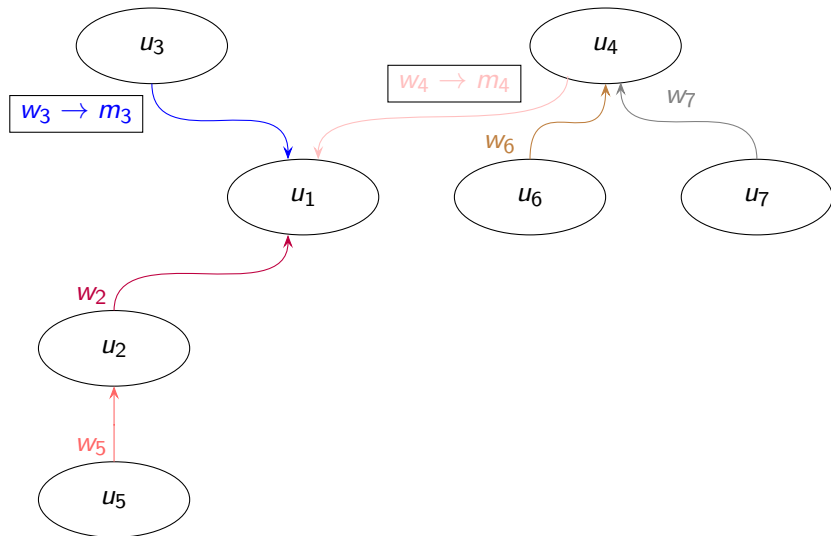 u₃
u₄
w₃ → m₃
w₄ → m₄
w₇
w₆
u₁
u₆
u₇
w₂
u₂
w₅
u₅